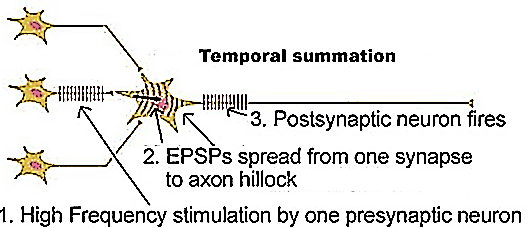 Temporal summation
3. Postsynaptic neuron fires
2. EPSPs spread from one synapse
to axon hillock
1. High Frequency stimulation by one presynaptic neuron